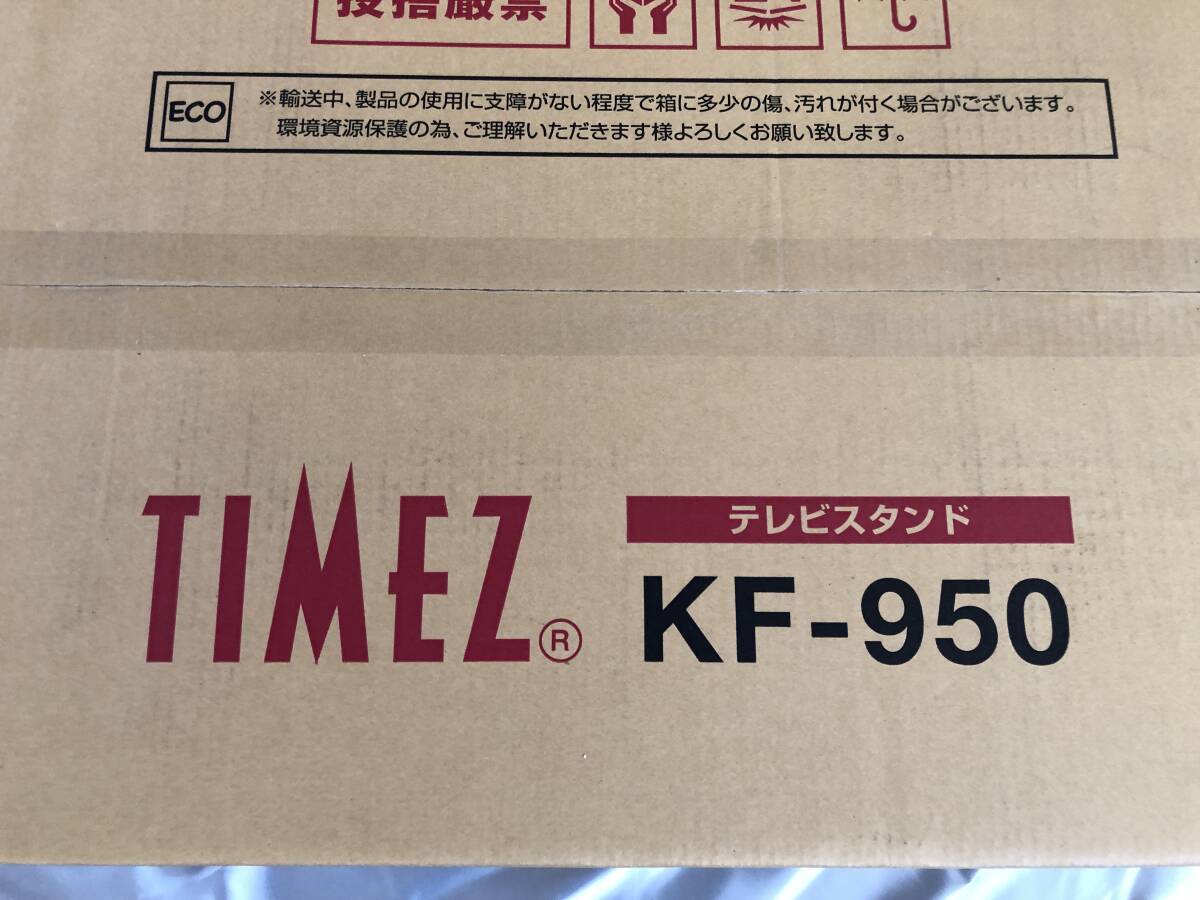 投捨厳禁
ECO
※輸送中、製品の使用に支障がない程度で箱に多少の傷、汚れが付く場合がございます。
環境資源保護の為、ご理解いただきます様よろしくお願い致します。
TIMEZ®
テレビスタンド
KF-950